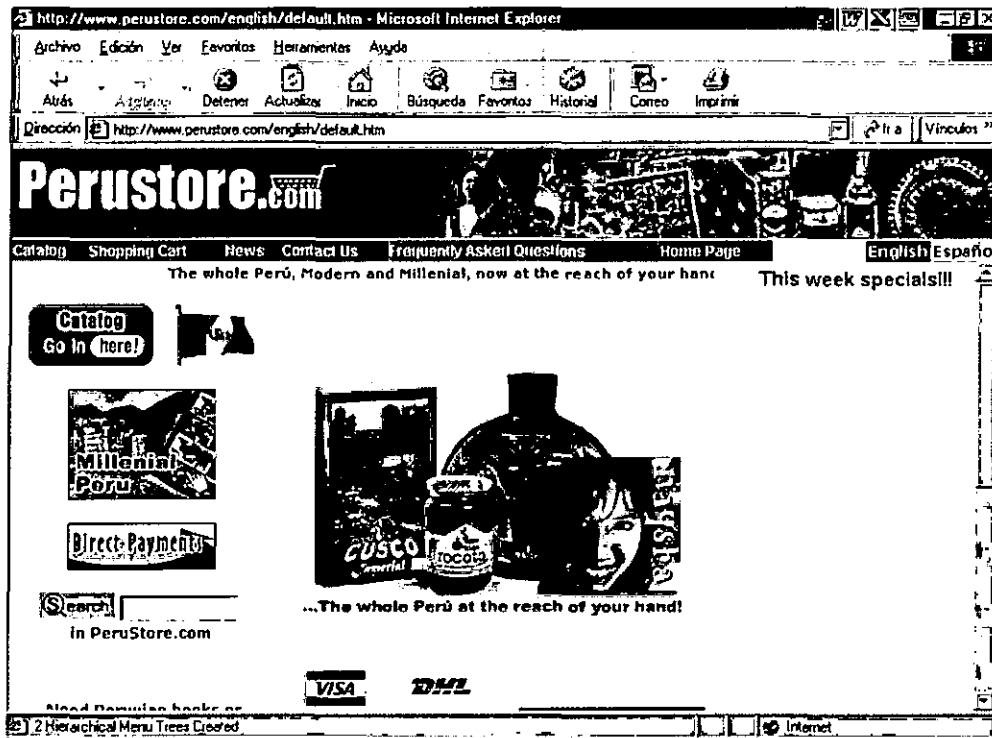 http://www.perustore.com/english/default.htm - Microsoft Internet Explorer
Archivo Edición Ver Favoritos Herramientas Ayuda
Atrás Detener Actualizar Inicio Búsqueda Favoritos Historial Correo Imprimir
Dirección http://www.perustore.com/english/default.htm Ir a Vínculos »
Perustore.com
Catalog Shopping Cart News Contact Us Frequently Asked Questions Home Page English Españo
The whole Perú, Modern and Millenial, now at the reach of your hand
This week specials!!!
Catalog
Go in here!
Millenial
Peru
Direct Payments
CUSCO
Search
...The whole Perú at the reach of your hand!
in PeruStore.com
VISA DHL
Need Peruvian books or
2 Hierarchical Menu Trees Created Internet